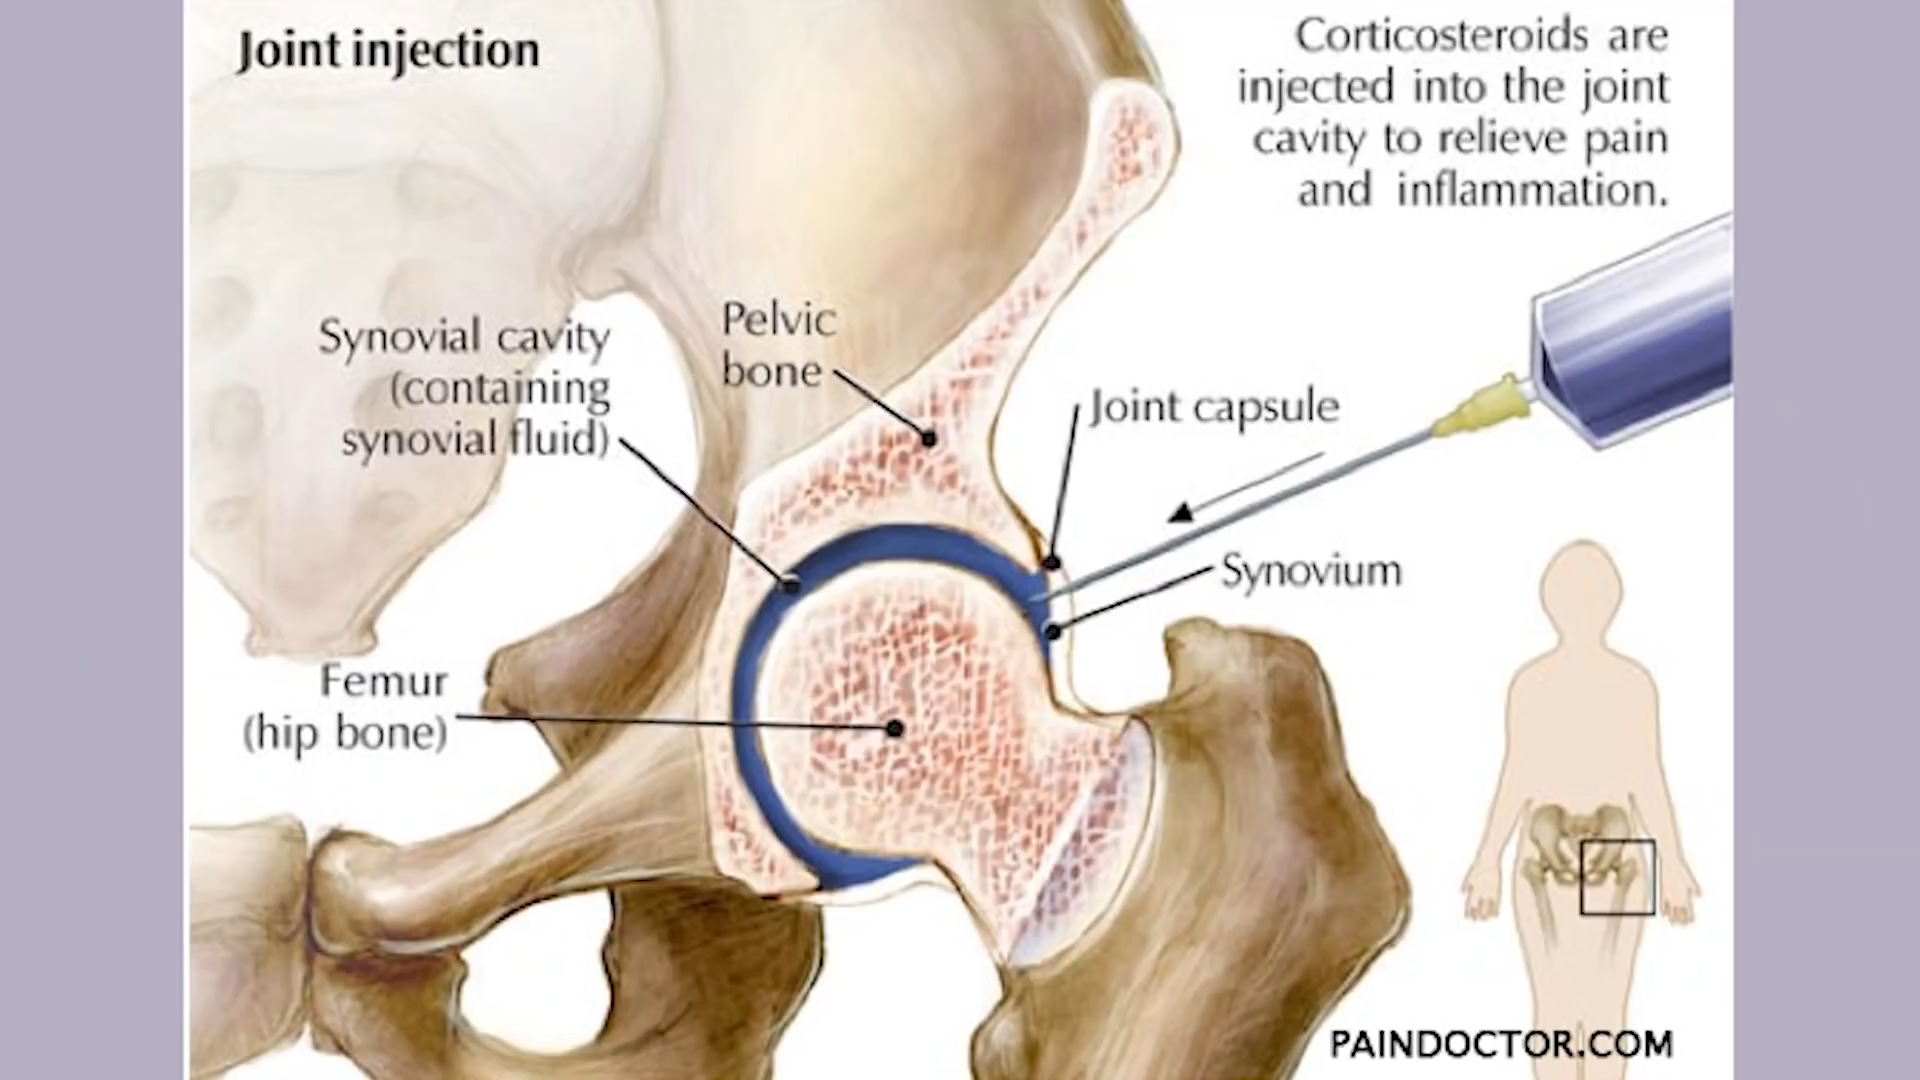 Joint injection
Corticosteroids are
injected into the joint
cavity to relieve pain
and inflammation.
Synovial cavity
(containing
synovial fluid)
Pelvic
bone
Joint capsule
Synovium
Femur
(hip bone)
PAINDOCTOR.COM